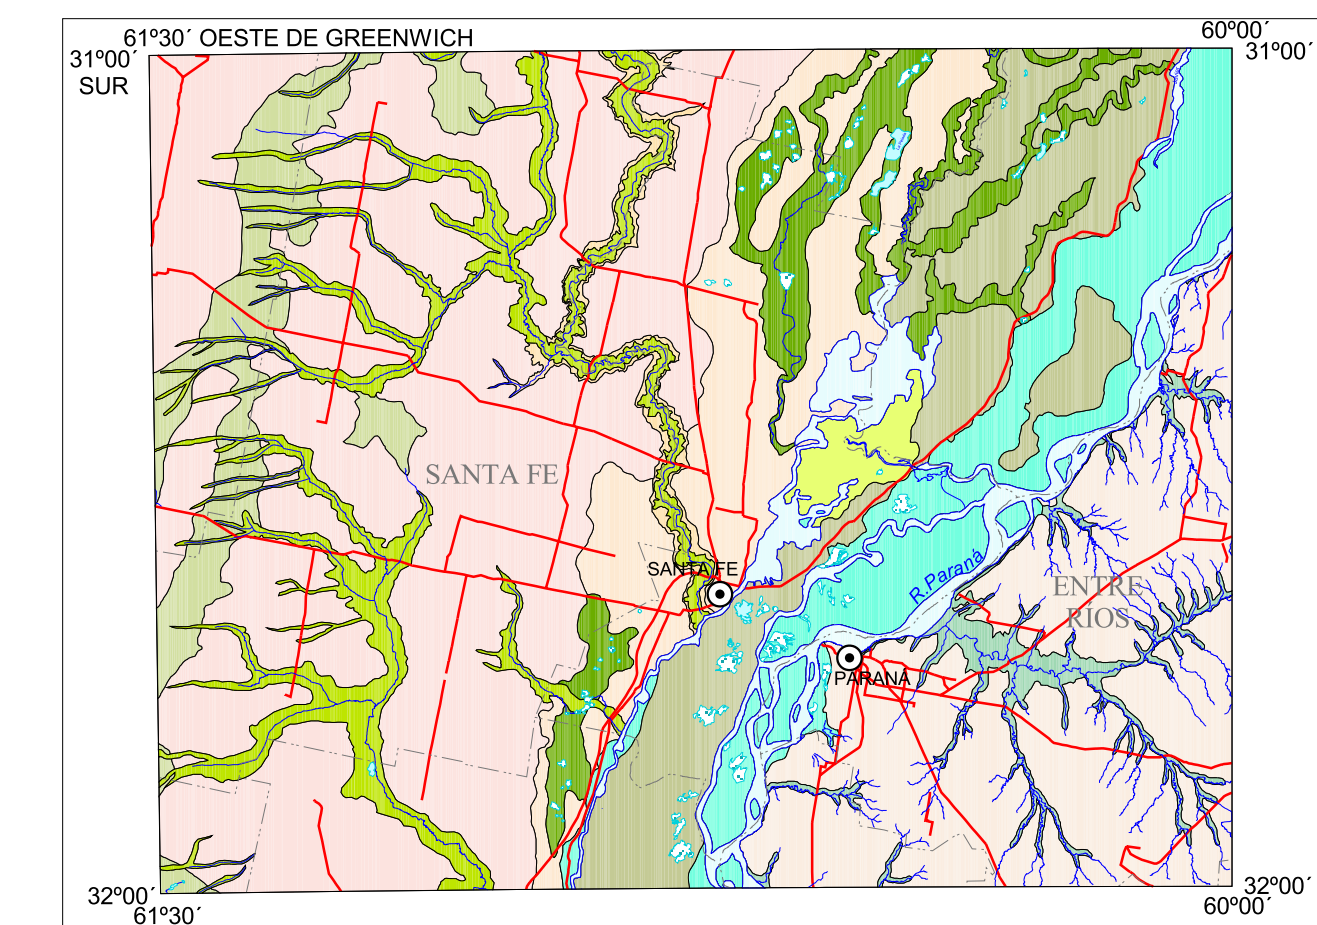 61º30´ OESTE DE GREENWICH
60º00´
31º00´
SUR
31º00´
SANTA FE
SANTA FE
R.Paraná
ENTRE
RIOS
PARANÁ
32º00´
61º30´
32º00´
60º00´